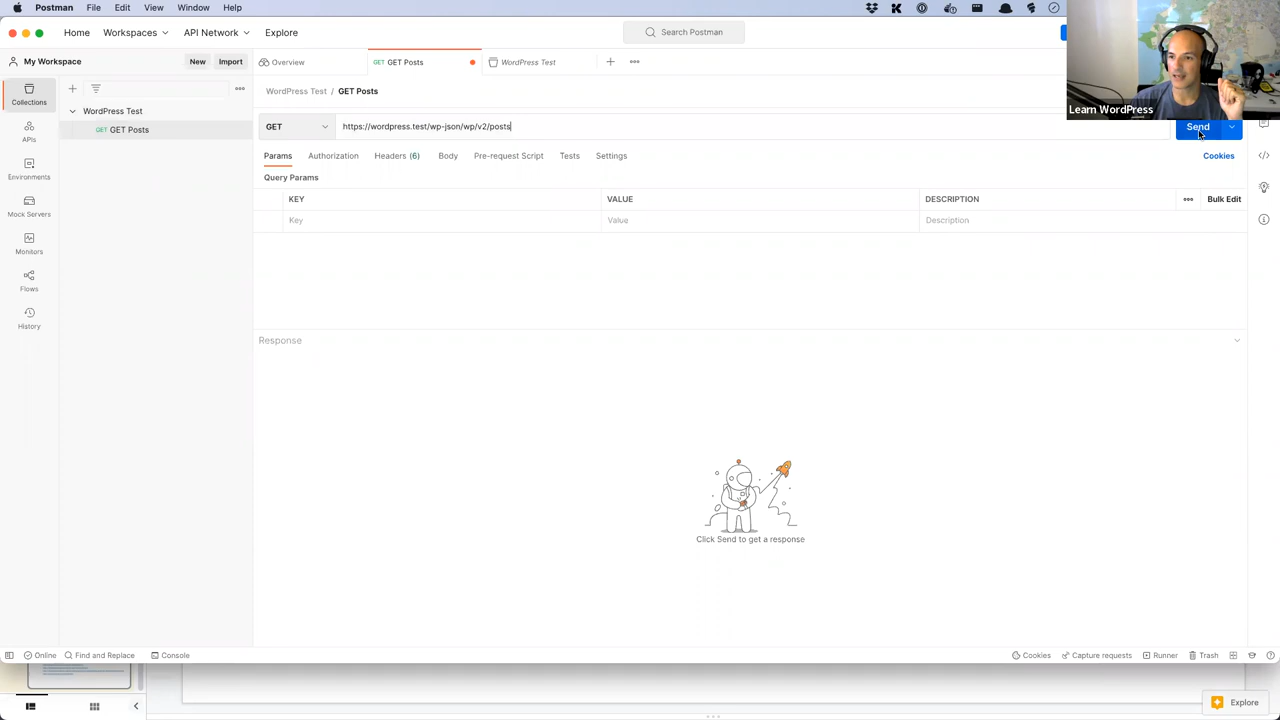 Postman File Edit View Window Help
Home Workspaces API Network Explore Search Postman
My Workspace New Import Overview GET GET Posts WordPress Test
Learn WordPress
Collections
APIs
Environments
Mock Servers
Monitors
Flows
History
WordPress Test
GET GET Posts
WordPress Test / GET Posts
GET https://wordpress.test/wp-json/wp/v2/posts Send
Params Authorization Headers (6) Body Pre-request Script Tests Settings Cookies
Query Params
KEY VALUE DESCRIPTION Bulk Edit
Key Value Description
Response
Click Send to get a response
Online Find and Replace Console Cookies Capture requests Runner Trash
Explore